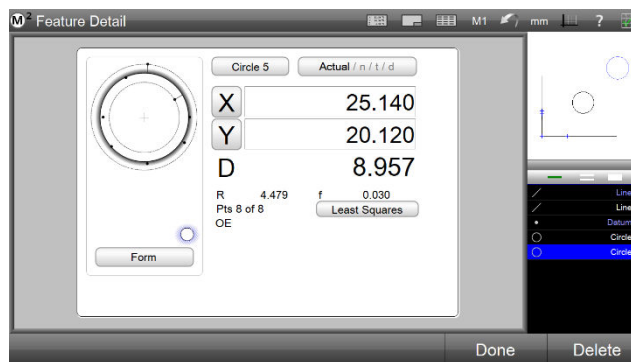 M² Feature Detail
M1
mm
?
Circle 5
Actual / n / t / d
X 25.140
Y 20.120
D 8.957
R 4.479 f 0.030
Pts 8 of 8
Least Squares
OE
Form
Line
Line
Datum
Circle
Circle
Done
Delete